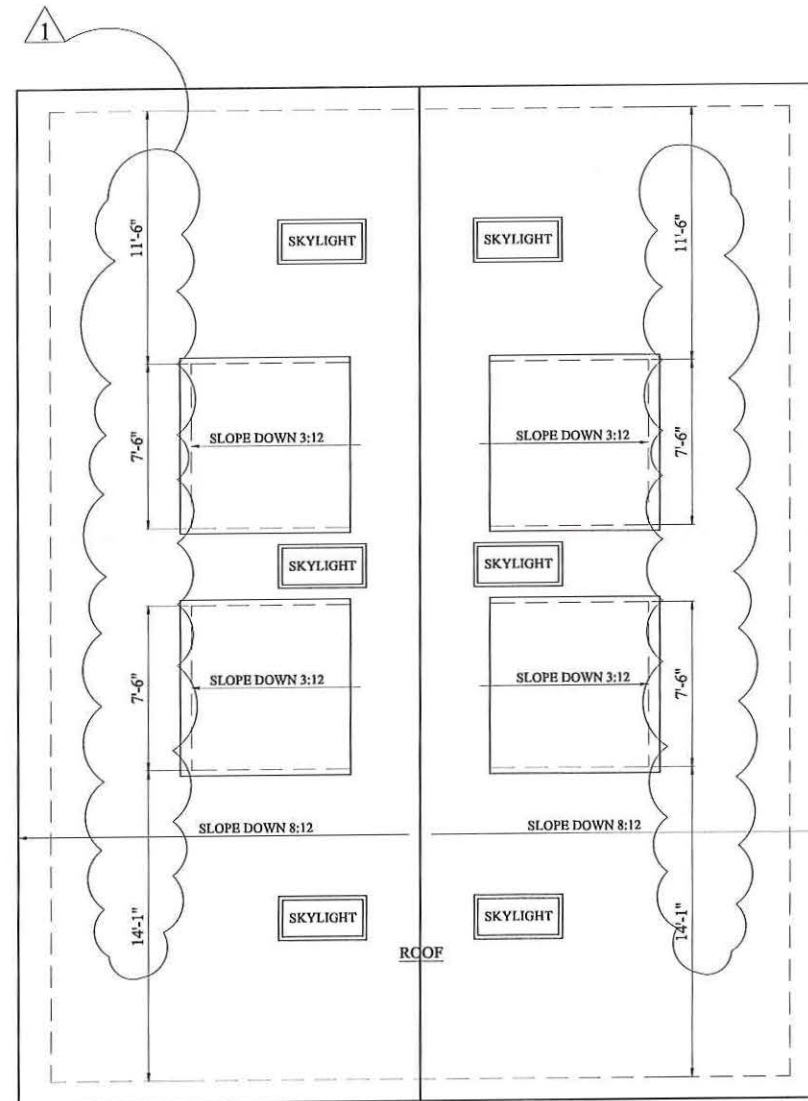 1
11'-6"
11'-6"
SKYLIGHT
SKYLIGHT
7'-6"
SLOPE DOWN 3:12
SLOPE DOWN 3:12
7'-6"
SKYLIGHT
SKYLIGHT
7'-6"
SLOPE DOWN 3:12
SLOPE DOWN 3:12
7'-6"
SLOPE DOWN 8:12
SLOPE DOWN 8:12
14'-1"
SKYLIGHT
SKYLIGHT
14'-1"
ROOF